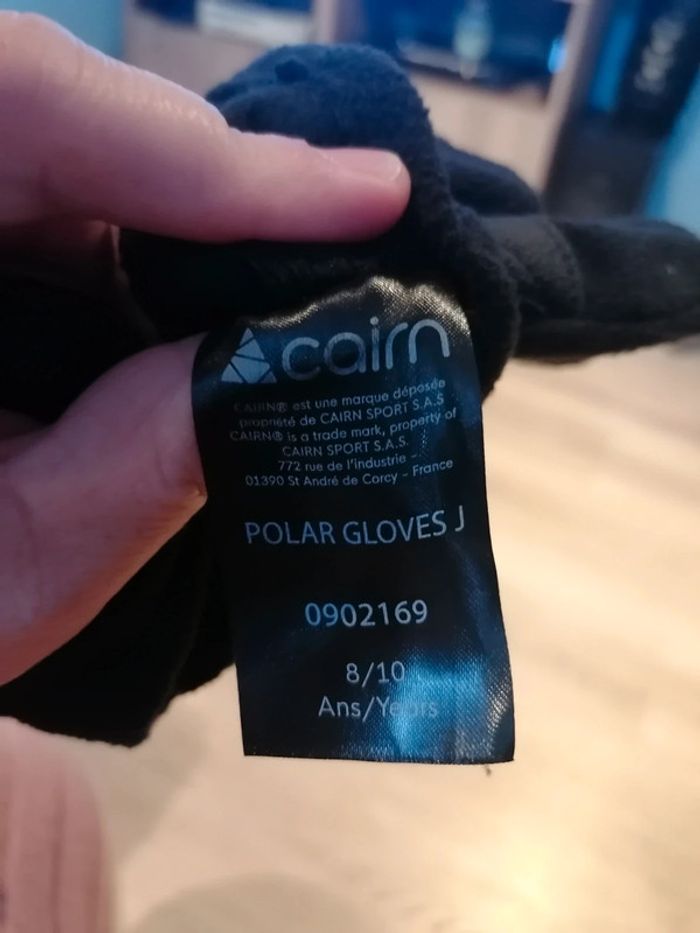 cairn
CAIRN® est une marque déposée
propriété de CAIRN SPORT S.A.S
CAIRN® is a trade mark, property of
CAIRN SPORT S.A.S.
772 rue de l'industrie -
01390 St André de Corcy - France
POLAR GLOVES J
0902169
8/10
Ans/Years